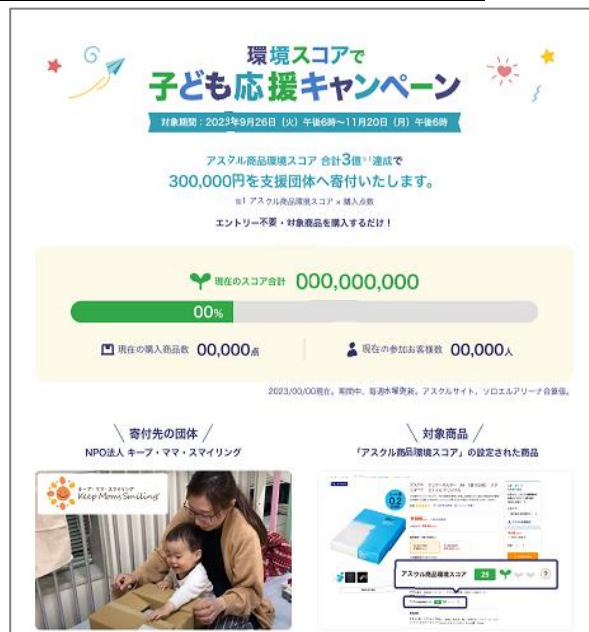 環境スコアで
子ども応援キャンペーン
対象期間：2023年9月26日（火）午後6時～11月20日（月）午後6時
アスクル商品環境スコア 合計3億※1達成で
300,000円を支援団体へ寄付いたします。
※1 アスクル商品環境スコア × 購入点数
エントリー不要・対象商品を購入するだけ！
現在のスコア合計 000,000,000
00%
現在の購入商品数 00,000点
現在の参加お客様数 00,000人
2023/00/00現在。期間中、毎週水曜更新。アスクルサイト、ソロエルアリーナ合算値。
寄付先の団体
NPO法人 キープ・ママ・スマイリング
対象商品
「アスクル商品環境スコア」の設定された商品
キープ・ママ・スマイリング
Keep Moms Smiling
0.2
アスクル商品環境スコア 25 ?